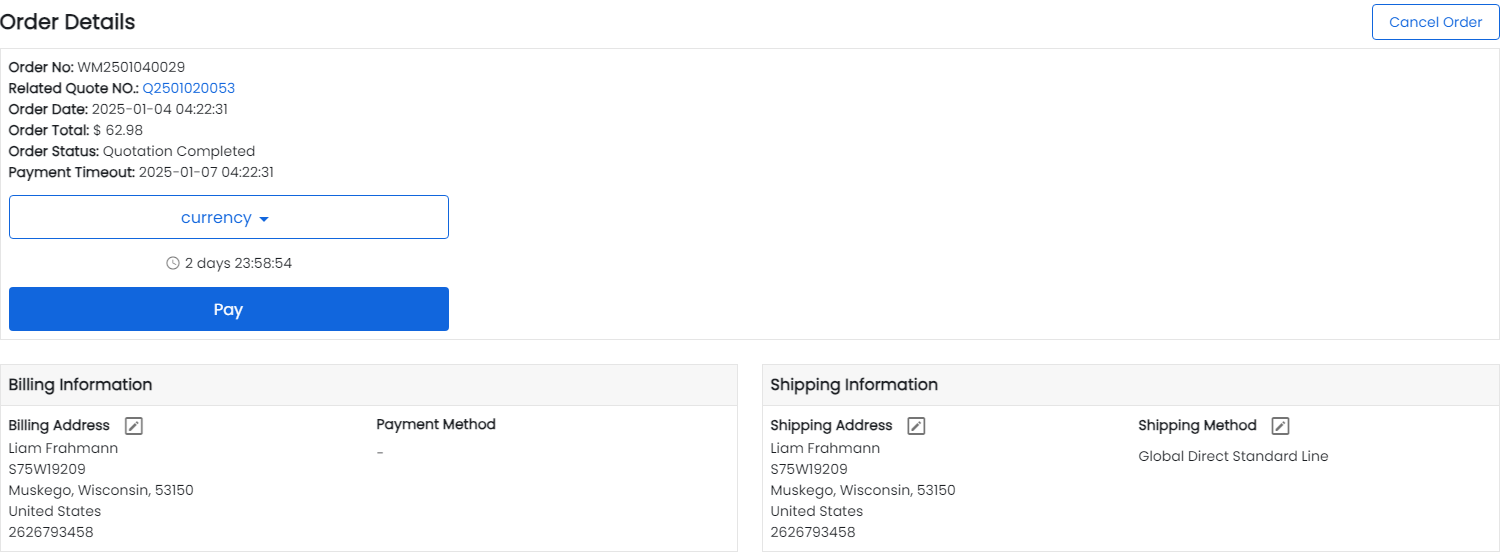 Order Details
Cancel Order
Order No: WM2501040029
Related Quote NO.: Q2501020053
Order Date: 2025-01-04 04:22:31
Order Total: $ 62.98
Order Status: Quotation Completed
Payment Timeout: 2025-01-07 04:22:31
currency
2 days 23:58:54
Pay
Billing Information
Billing Address
Liam Frahmann
S75W19209
Muskego, Wisconsin, 53150
United States
2626793458
Payment Method
-
Shipping Information
Shipping Address
Liam Frahmann
S75W19209
Muskego, Wisconsin, 53150
United States
2626793458
Shipping Method
Global Direct Standard Line